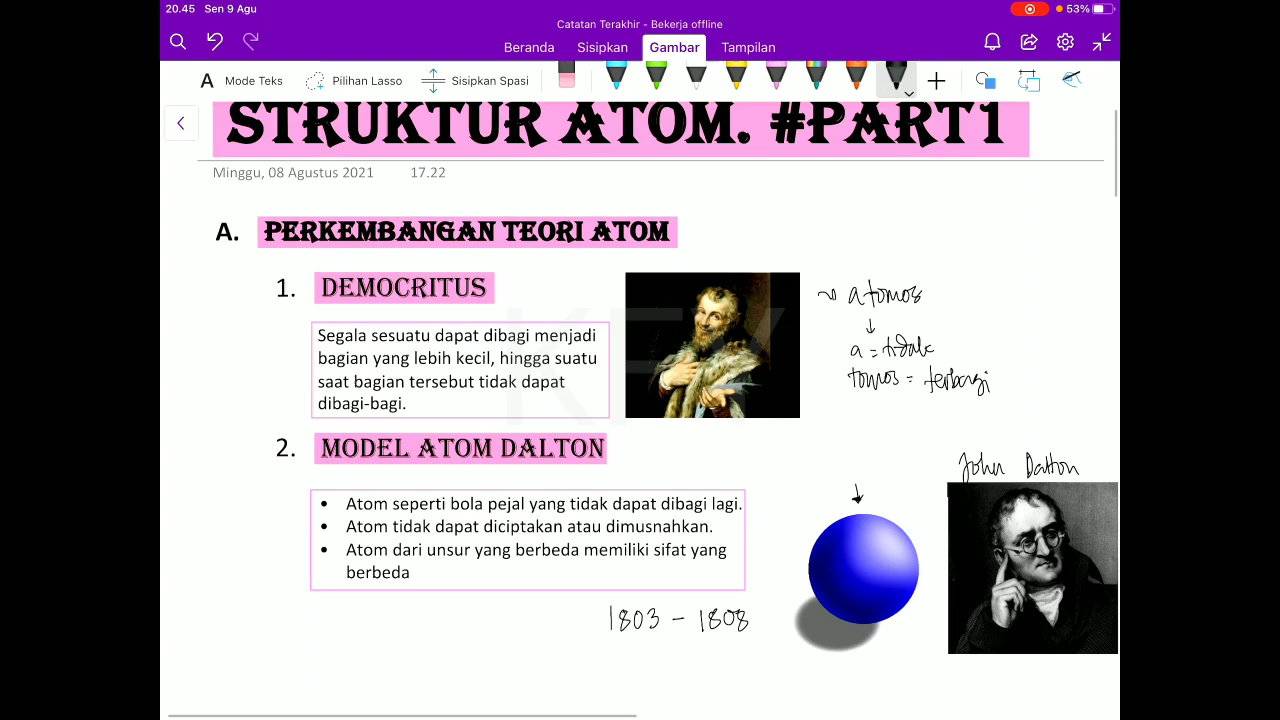 20.45 Sen 9 Agu
53%
Catatan Terakhir - Bekerja offline
Beranda Sisipkan Gambar Tampilan
A Mode Teks Pilihan Lasso Sisipkan Spasi
STRUKTUR ATOM. #PART1
Minggu, 08 Agustus 2021 17.22
A. PERKEMBANGAN TEORI ATOM
1. DEMOCRITUS
Segala sesuatu dapat dibagi menjadi
bagian yang lebih kecil, hingga suatu
saat bagian tersebut tidak dapat
dibagi-bagi.
atomos
a = tidak
tomos = terbagi
KFX
2. MODEL ATOM DALTON
• Atom seperti bola pejal yang tidak dapat dibagi lagi.
• Atom tidak dapat diciptakan atau dimusnahkan.
• Atom dari unsur yang berbeda memiliki sifat yang
berbeda
1803 - 1808
John Dalton